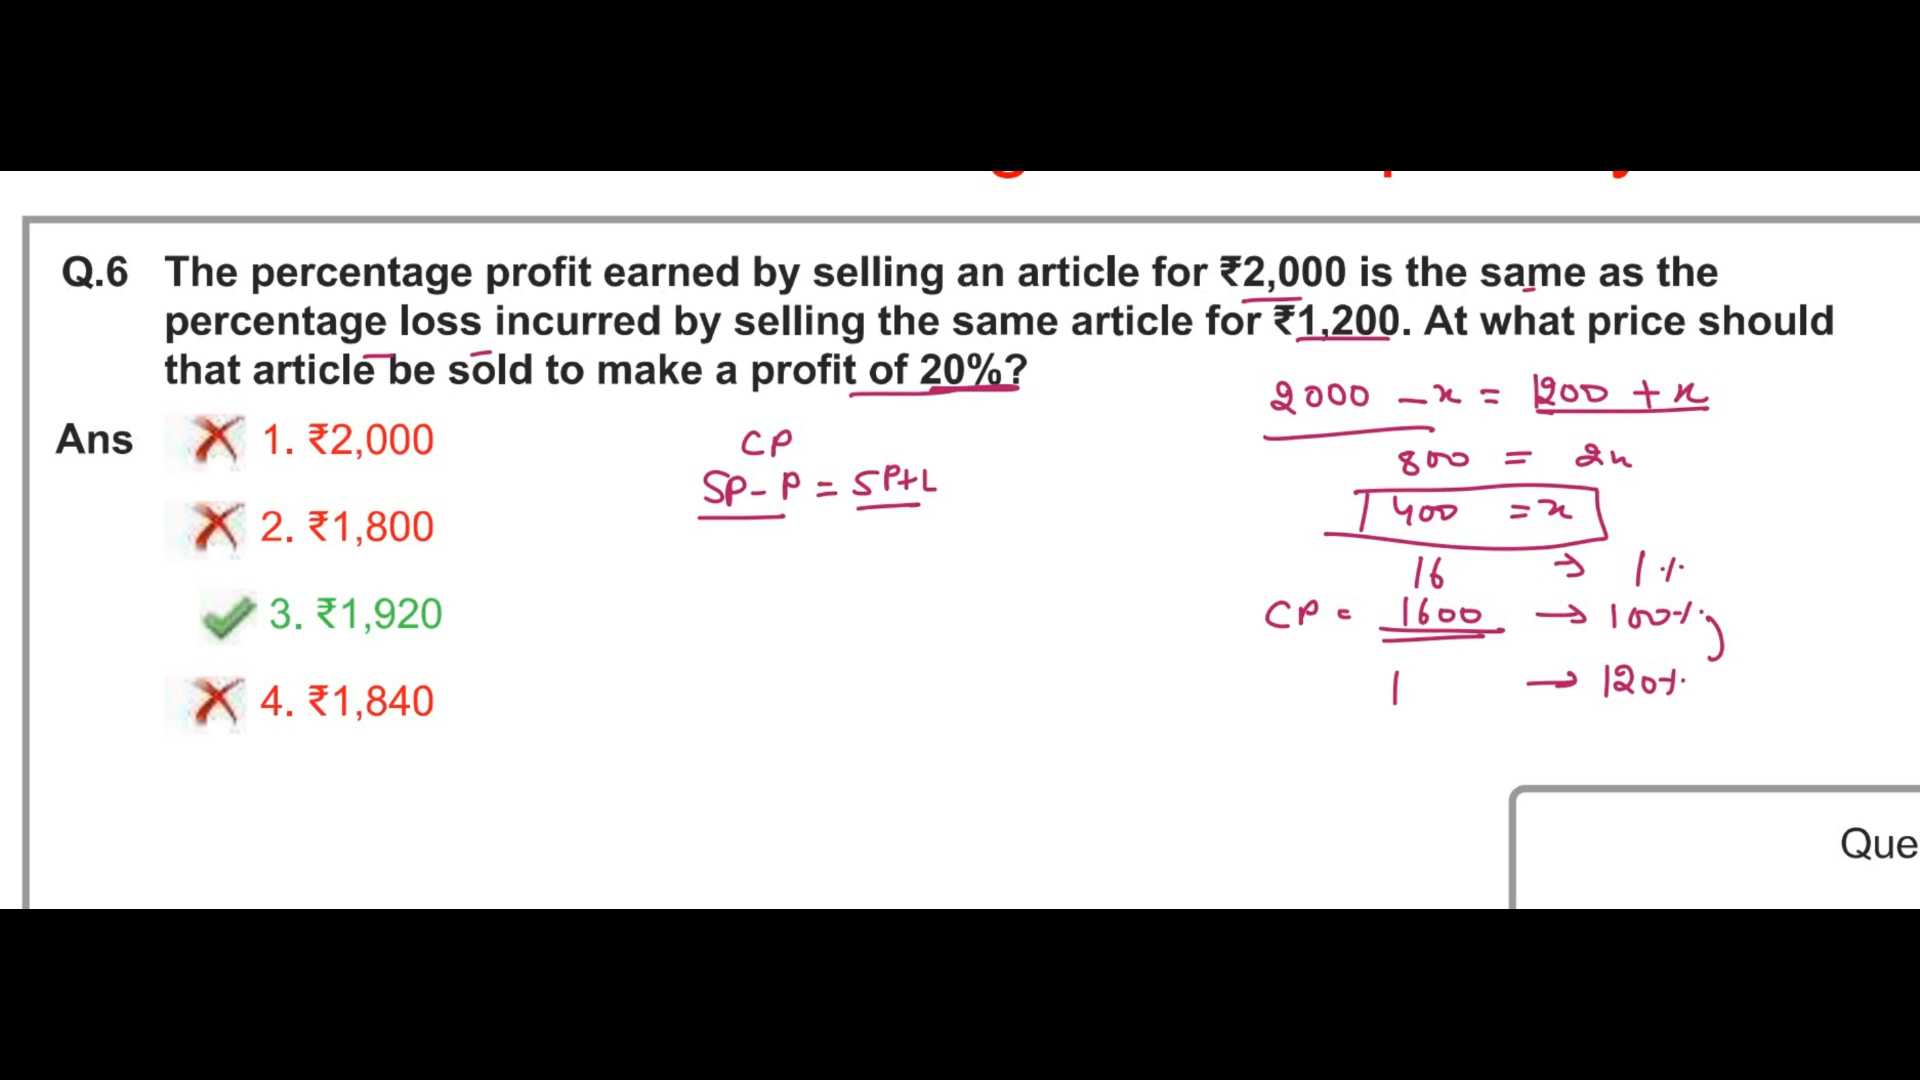 Q.6 The percentage profit earned by selling an article for ₹2,000 is the same as the
percentage loss incurred by selling the same article for ₹1,200. At what price should
that article be sold to make a profit of 20%?
Ans 1. ₹2,000
2. ₹1,800
3. ₹1,920
4. ₹1,840
CP
SP - P = SP+L
2000 - x = 1200 + x
800 = 2x
400 = x
16 → 1%
CP = 1600 → 100%
1 → 120%
Que